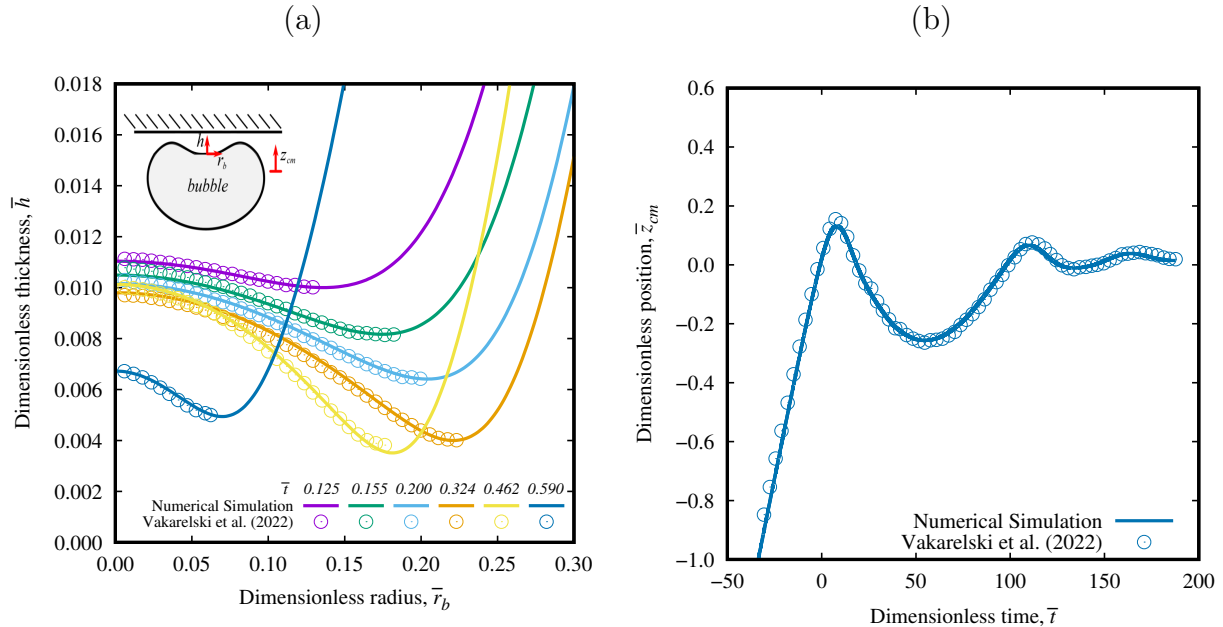 (a)
0.018
0.016
0.014
0.012
0.010
0.008
0.006
0.004
0.002
0.000
0.00 0.05 0.10 0.15 0.20 0.25 0.30
Dimensionless thickness, h̅
Dimensionless radius, r̅_b
h
r_b
z_cm
bubble
t̅ 0.125 0.155 0.200 0.324 0.462 0.590
Numerical Simulation
Vakarelski et al. (2022)
(b)
0.6
0.4
0.2
0.0
−0.2
−0.4
−0.6
−0.8
−1.0
−50 0 50 100 150 200
Dimensionless position, z̅_cm
Dimensionless time, t̅
Numerical Simulation
Vakarelski et al. (2022)